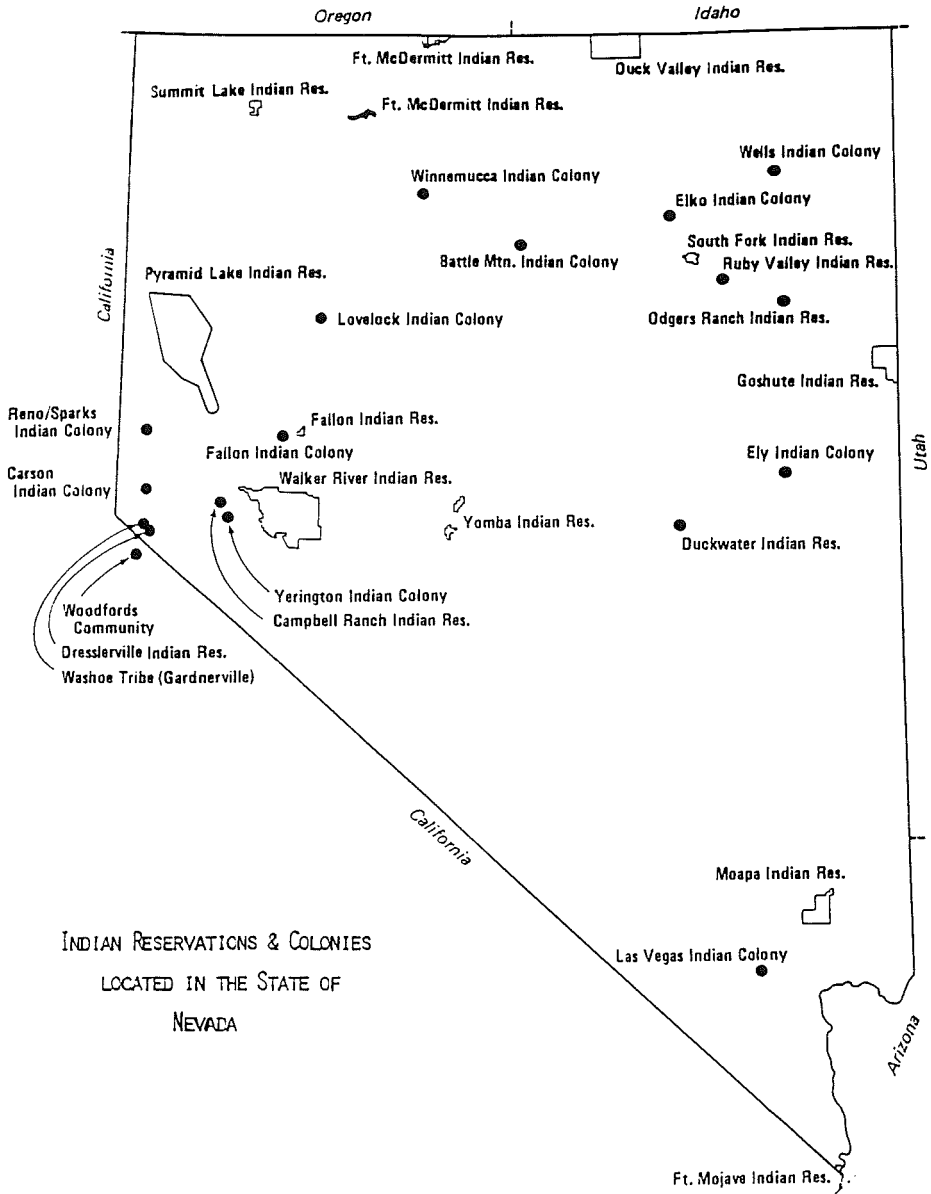 Oregon
Idaho
Ft. McDermitt Indian Res.
Duck Valley Indian Res.
Summit Lake Indian Res.
Ft. McDermitt Indian Res.
Wells Indian Colony
Winnemucca Indian Colony
Elko Indian Colony
South Fork Indian Res.
Battle Mtn. Indian Colony
Ruby Valley Indian Res.
California
Pyramid Lake Indian Res.
Lovelock Indian Colony
Odgers Ranch Indian Res.
Goshute Indian Res.
Reno/Sparks
Indian Colony
Fallon Indian Res.
Fallon Indian Colony
Ely Indian Colony
Utah
Carson
Indian Colony
Walker River Indian Res.
Yomba Indian Res.
Duckwater Indian Res.
Yerington Indian Colony
Campbell Ranch Indian Res.
Woodfords
Community
Dresslerville Indian Res.
Washoe Tribe (Gardnerville)
California
Moapa Indian Res.
Las Vegas Indian Colony
INDIAN RESERVATIONS & COLONIES
LOCATED IN THE STATE OF
NEVADA
Arizona
Ft. Mojave Indian Res.